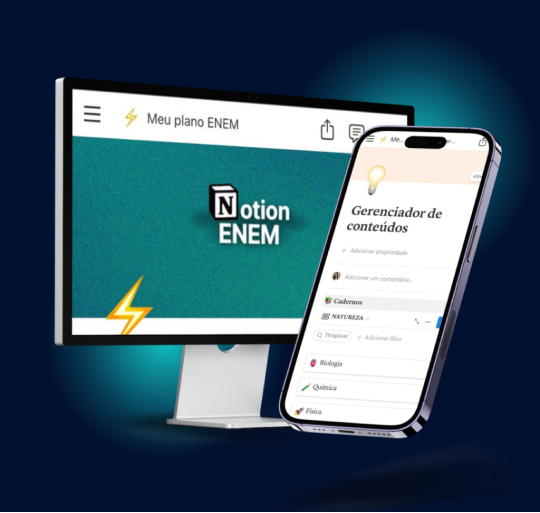 Meu plano ENEM
Notion
ENEM
Me... r...
Gerenciador de
conteúdos
+ Adicionar propriedade
Adicionar um comentário...
Cadernos
NATUREZA
Pesquisar + Adicionar filtro
Biologia
Química
Física